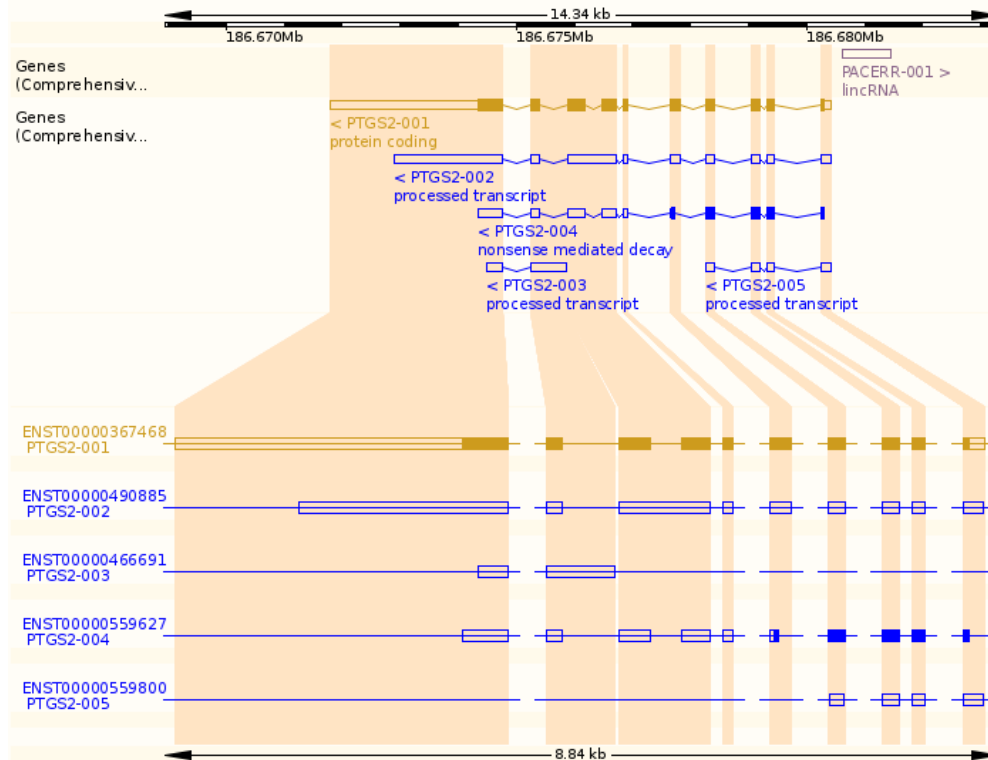 14.34 kb
186.670Mb 186.675Mb 186.680Mb
Genes
(Comprehensiv...
PACERR-001 >
lincRNA
Genes
(Comprehensiv...
< PTGS2-001
protein coding
< PTGS2-002
processed transcript
< PTGS2-004
nonsense mediated decay
< PTGS2-003
processed transcript
< PTGS2-005
processed transcript
ENST00000367468
PTGS2-001
ENST00000490885
PTGS2-002
ENST00000466691
PTGS2-003
ENST00000559627
PTGS2-004
ENST00000559800
PTGS2-005
8.84 kb